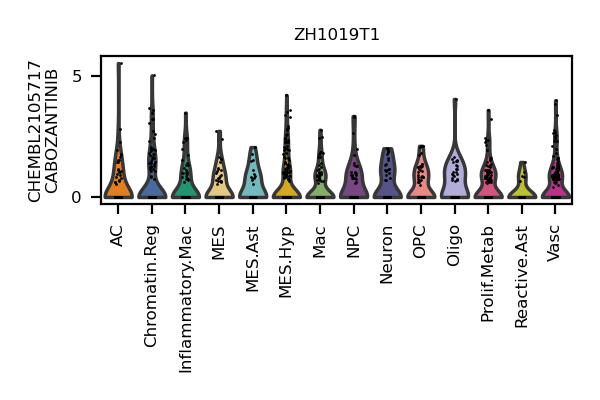 ZH1019T1
CHEMBL2105717
CABOZANTINIB
5
0
AC
Chromatin.Reg
Inflammatory.Mac
MES
MES.Ast
MES.Hyp
Mac
NPC
Neuron
OPC
Oligo
Prolif.Metab
Reactive.Ast
Vasc